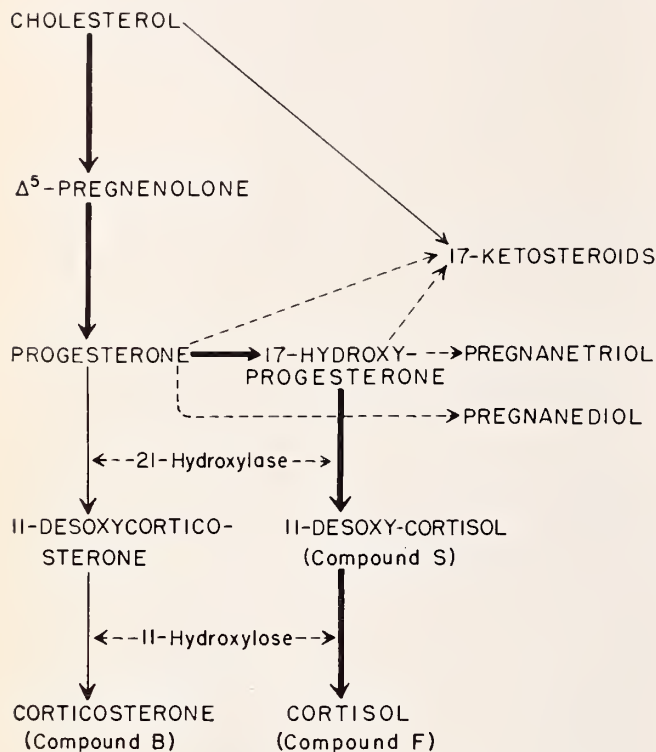 CHOLESTEROL
Δ⁵-PREGNENOLONE
17-KETOSTEROIDS
PROGESTERONE
17-HYDROXY-
PROGESTERONE
PREGNANETRIOL
PREGNANEDIOL
21-Hydroxylase
11-DESOXYCORTICO-
STERONE
11-DESOXY-CORTISOL
(Compound S)
11-Hydroxylose
CORTICOSTERONE
(Compound B)
CORTISOL
(Compound F)